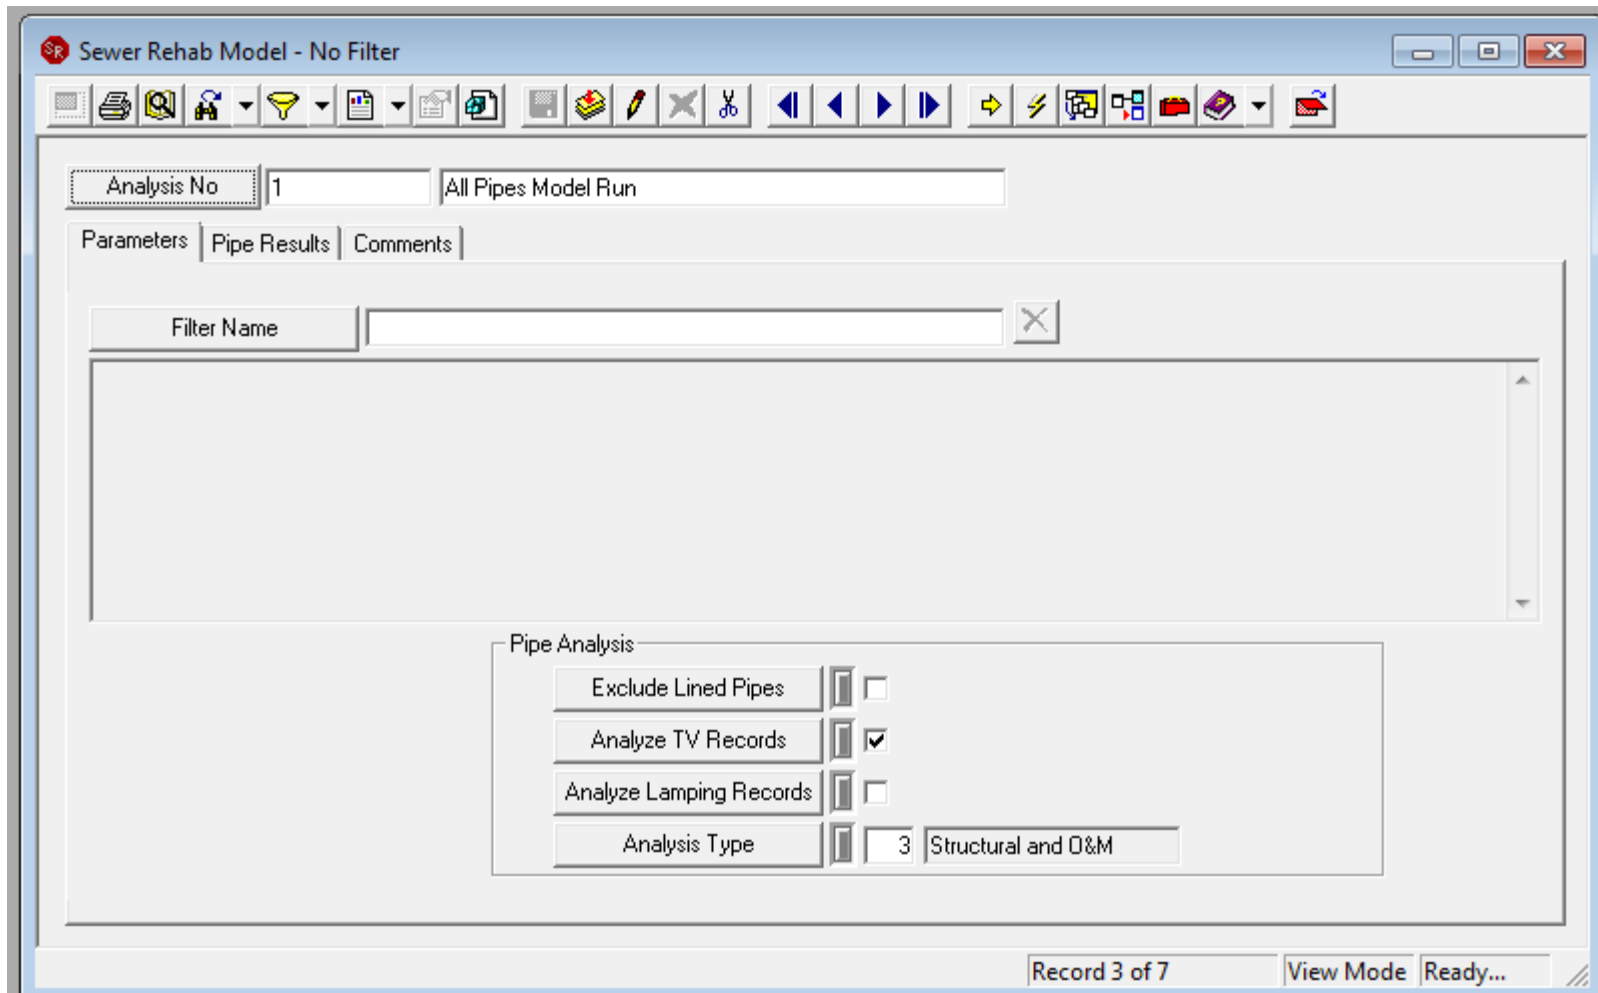 SR Sewer Rehab Model - No Filter
Analysis No 1 All Pipes Model Run
Parameters Pipe Results Comments
Filter Name
Pipe Analysis
Exclude Lined Pipes
Analyze TV Records
Analyze Lamping Records
Analysis Type 3 Structural and O&M
Record 3 of 7 View Mode Ready...